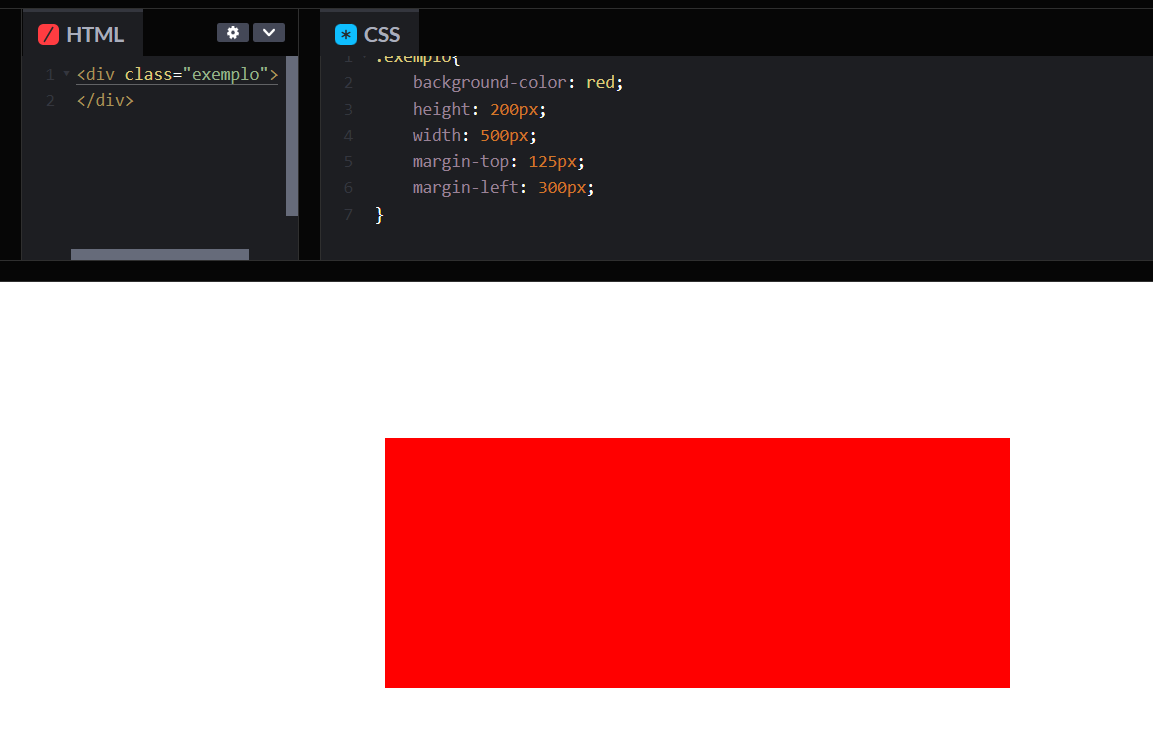 HTML
1 <div class="exemplo">
2 </div>
CSS
1 .exemplo{
2 background-color: red;
3 height: 200px;
4 width: 500px;
5 margin-top: 125px;
6 margin-left: 300px;
7 }